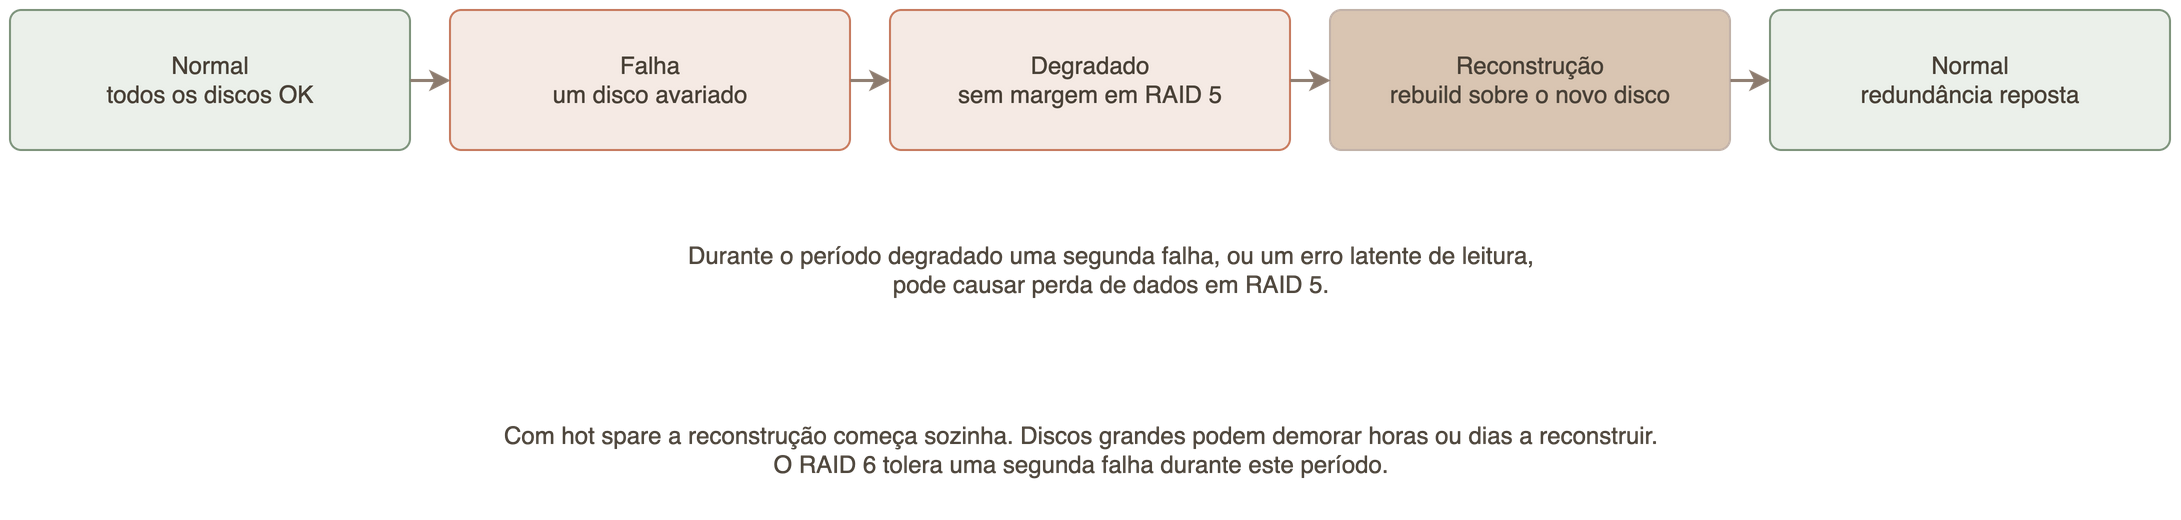 Normal
todos os discos OK
Falha
um disco avariado
Degradado
sem margem em RAID 5
Reconstrução
rebuild sobre o novo disco
Normal
redundância reposta
Durante o período degradado uma segunda falha, ou um erro latente de leitura,
pode causar perda de dados em RAID 5.
Com hot spare a reconstrução começa sozinha. Discos grandes podem demorar horas ou dias a reconstruir.
O RAID 6 tolera uma segunda falha durante este período.